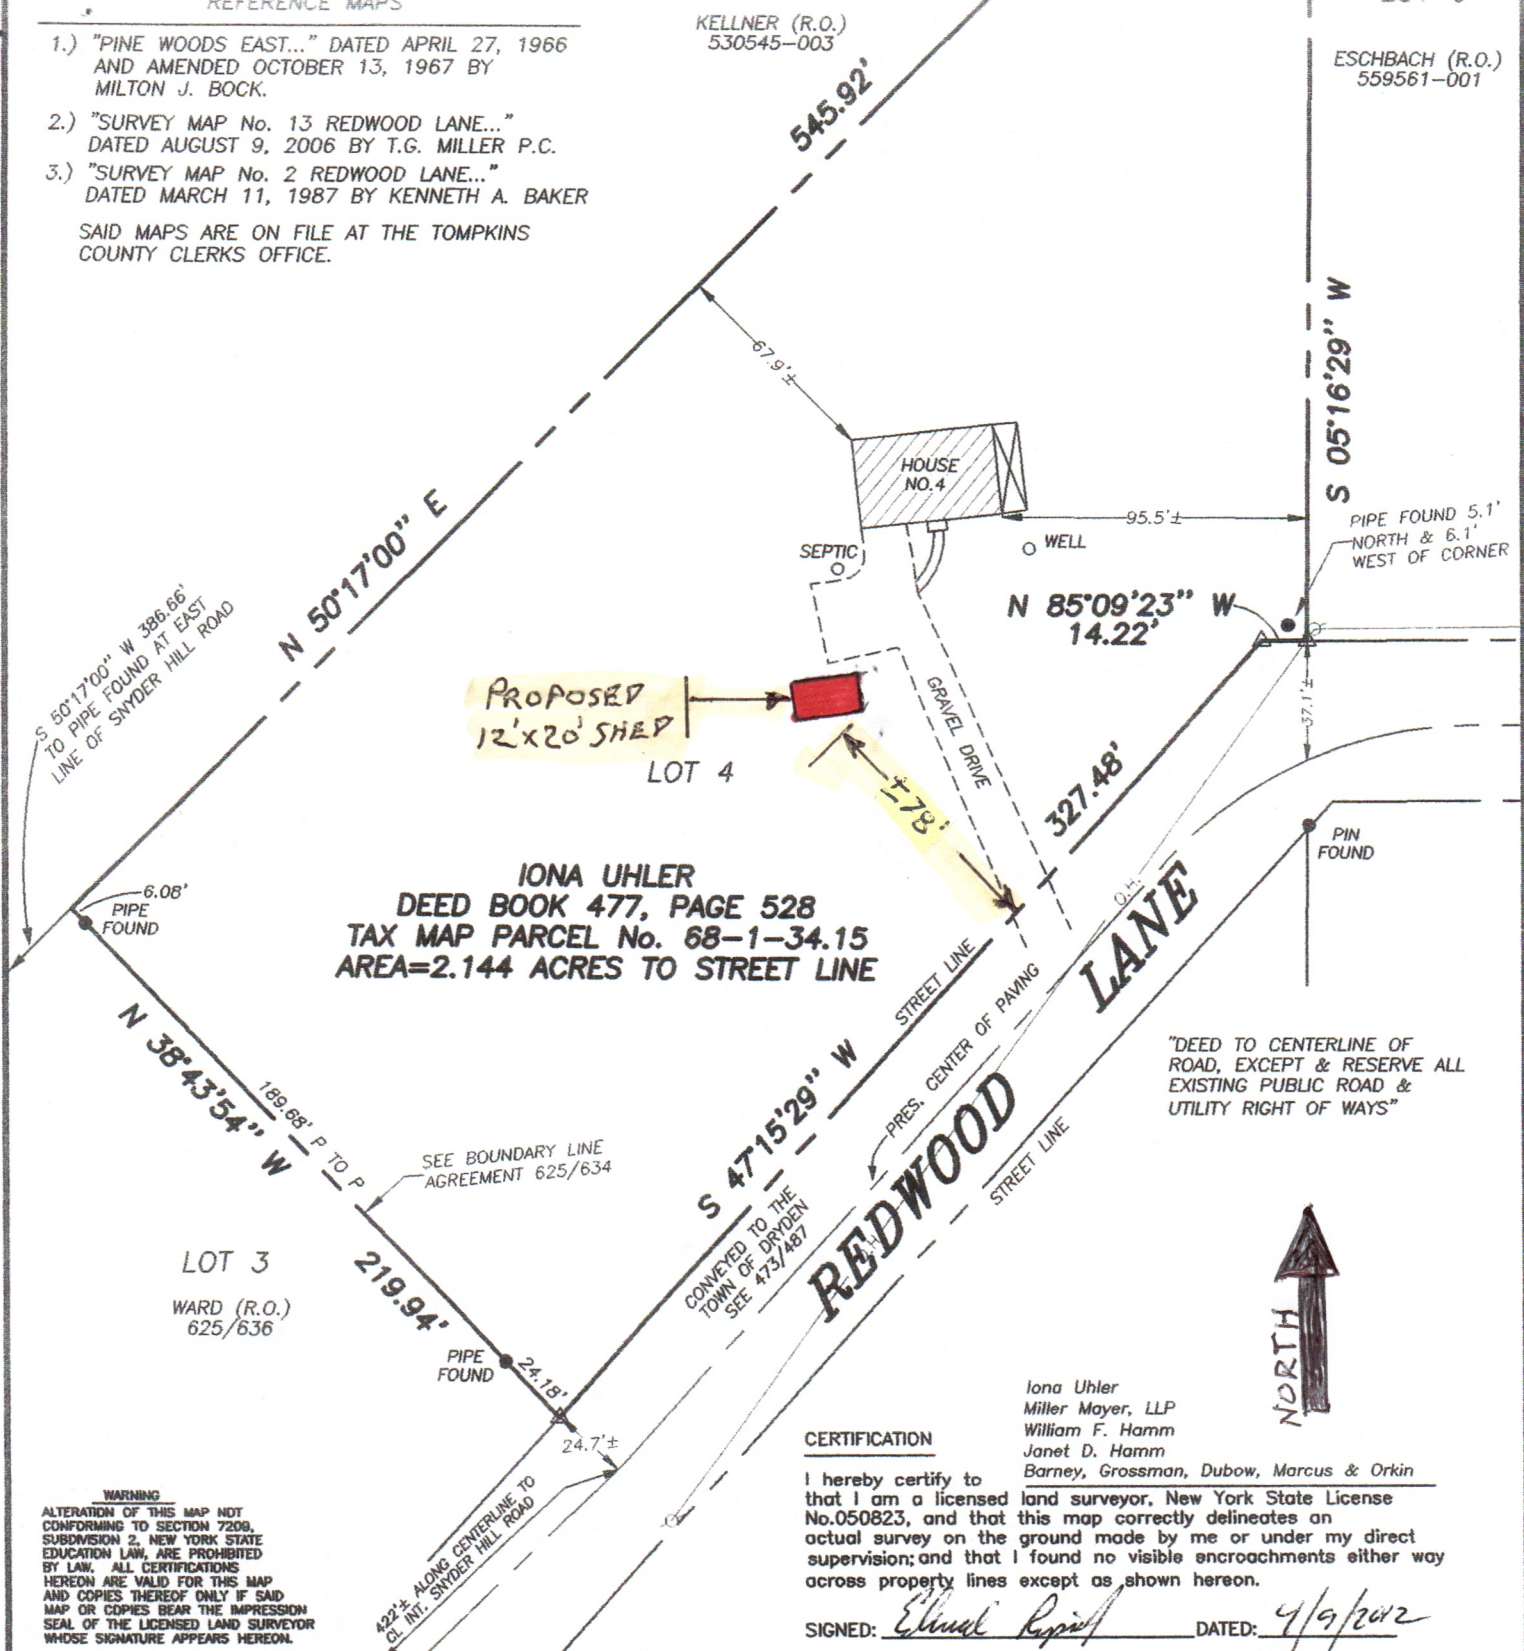 REFERENCE MAPS
1.) "PINE WOODS EAST..." DATED APRIL 27, 1966
AND AMENDED OCTOBER 13, 1967 BY
MILTON J. BOCK.
2.) "SURVEY MAP No. 13 REDWOOD LANE..."
DATED AUGUST 9, 2006 BY T.G. MILLER P.C.
3.) "SURVEY MAP No. 2 REDWOOD LANE..."
DATED MARCH 11, 1987 BY KENNETH A. BAKER
SAID MAPS ARE ON FILE AT THE TOMPKINS
COUNTY CLERKS OFFICE.
KELLNER (R.O.)
530545-003
ESCHBACH (R.O.)
559561-001
545.92'
67.9'±
S 05°16'29" W
HOUSE
NO.4
95.5'±
PIPE FOUND 5.1'
NORTH & 6.1'
WEST OF CORNER
SEPTIC
WELL
N 50°17'00" E
N 85°09'23" W
14.22'
S 50°17'00" W 386.66'
TO PIPE FOUND AT EAST
LINE OF SNYDER HILL ROAD
PROPOSED
12'X20' SHED
LOT 4
GRAVEL DRIVE
37.1'±
±78'
327.48'
PIN
FOUND
6.08'
PIPE
FOUND
IONA UHLER
DEED BOOK 477, PAGE 528
TAX MAP PARCEL No. 68-1-34.15
AREA=2.144 ACRES TO STREET LINE
O.H.
STREET LINE
PRES. CENTER OF PAVING
REDWOOD LANE
O.H.
STREET LINE
"DEED TO CENTERLINE OF
ROAD, EXCEPT & RESERVE ALL
EXISTING PUBLIC ROAD &
UTILITY RIGHT OF WAYS"
N 38°43'54" W
189.68' P TO P
219.94'
SEE BOUNDARY LINE
AGREEMENT 625/634
S 47°15'29" W
CONVEYED TO THE
TOWN OF DRYDEN
SEE 473/487
LOT 3
WARD (R.O.)
625/636
PIPE
FOUND
24.18'
24.7'±
422'± ALONG CENTERLINE TO
CL INT. SNYDER HILL ROAD
NORTH
WARNING
ALTERATION OF THIS MAP NOT
CONFORMING TO SECTION 7209,
SUBDIVISION 2, NEW YORK STATE
EDUCATION LAW, ARE PROHIBITED
BY LAW. ALL CERTIFICATIONS
HEREON ARE VALID FOR THIS MAP
AND COPIES THEREOF ONLY IF SAID
MAP OR COPIES BEAR THE IMPRESSION
SEAL OF THE LICENSED LAND SURVEYOR
WHOSE SIGNATURE APPEARS HEREON.
CERTIFICATION
Iona Uhler
Miller Mayer, LLP
William F. Hamm
Janet D. Hamm
Barney, Grossman, Dubow, Marcus & Orkin
I hereby certify to
that I am a licensed land surveyor, New York State License
No.050823, and that this map correctly delineates an
actual survey on the ground made by me or under my direct
supervision; and that I found no visible encroachments either way
across property lines except as shown hereon.
SIGNED:
DATED: 4/9/2012